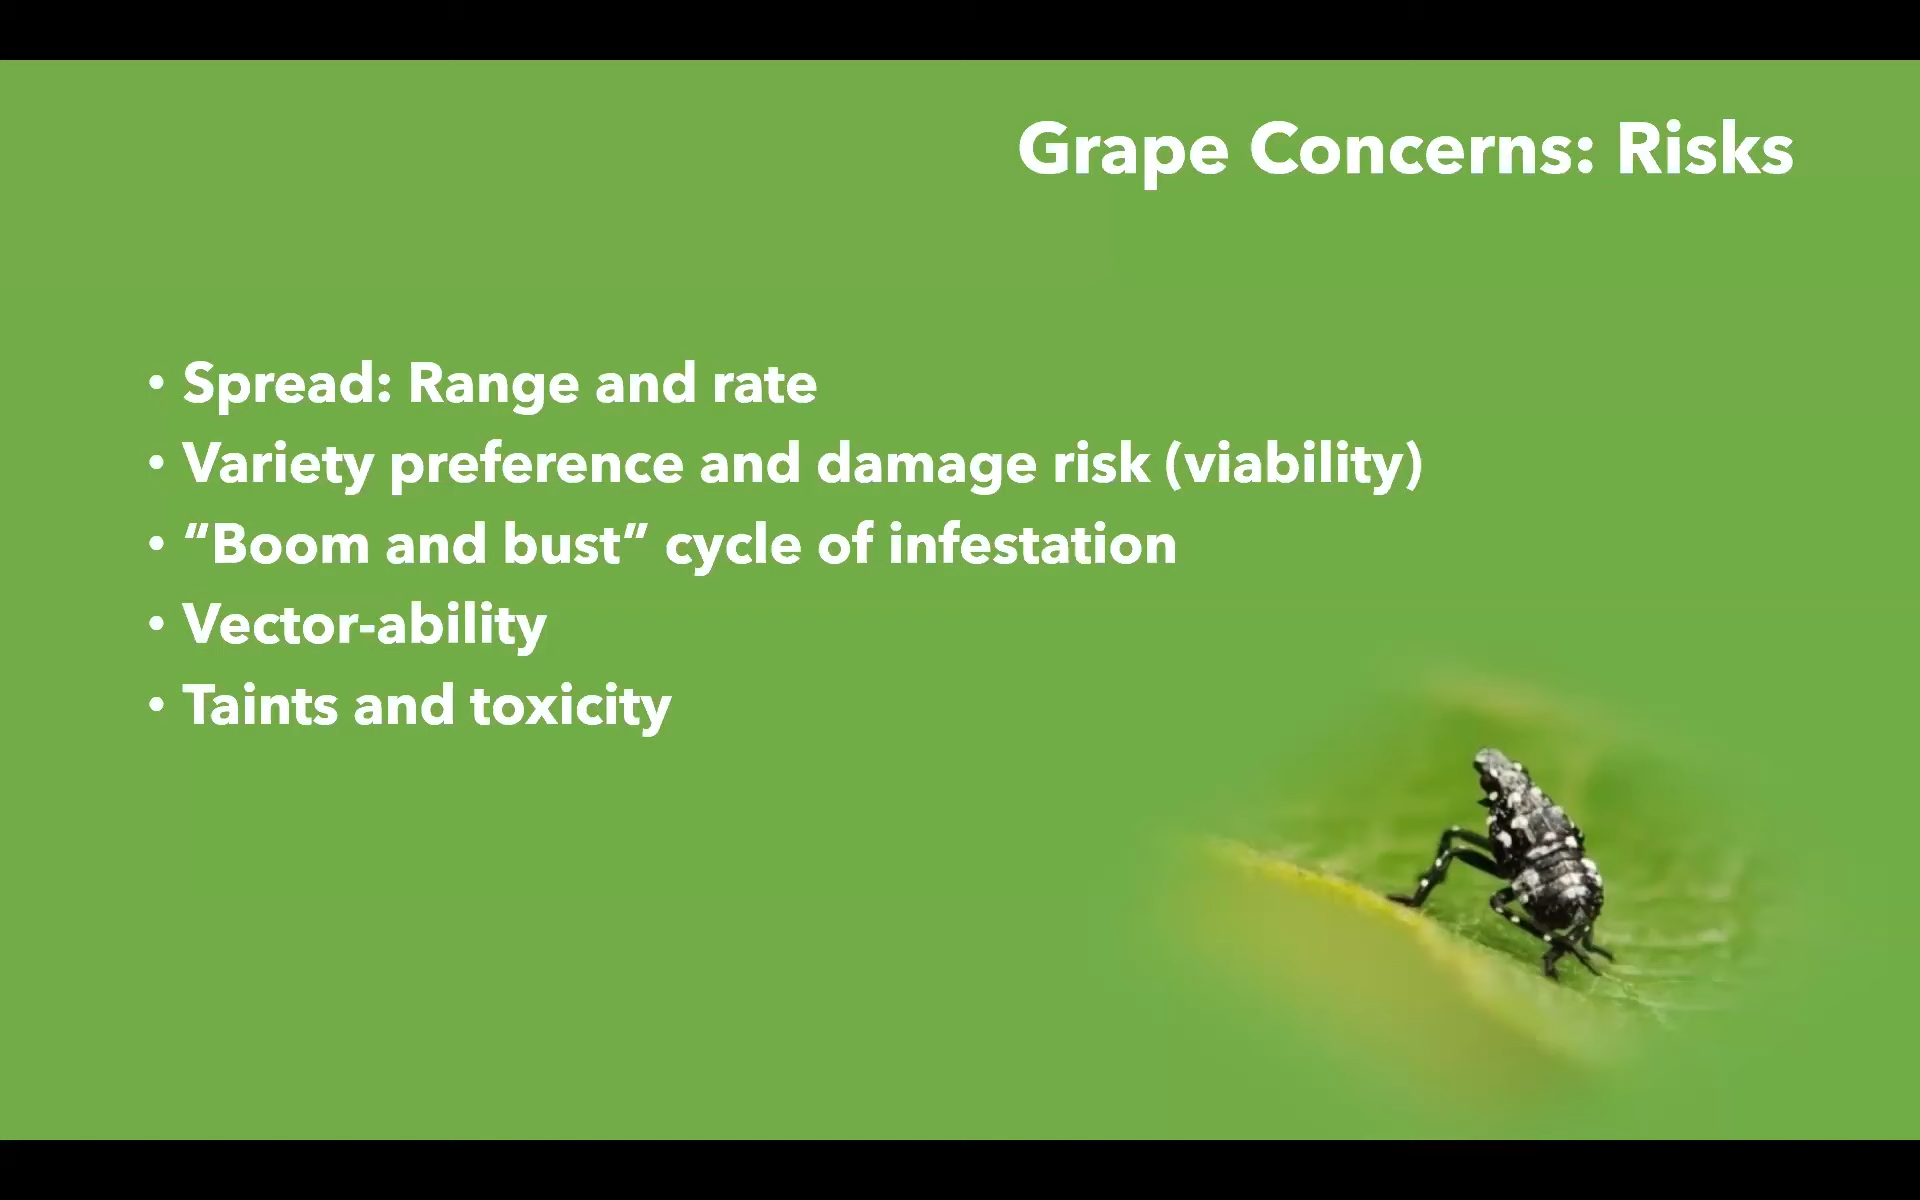 Grape Concerns: Risks
• Spread: Range and rate
• Variety preference and damage risk (viability)
• “Boom and bust” cycle of infestation
• Vector-ability
• Taints and toxicity